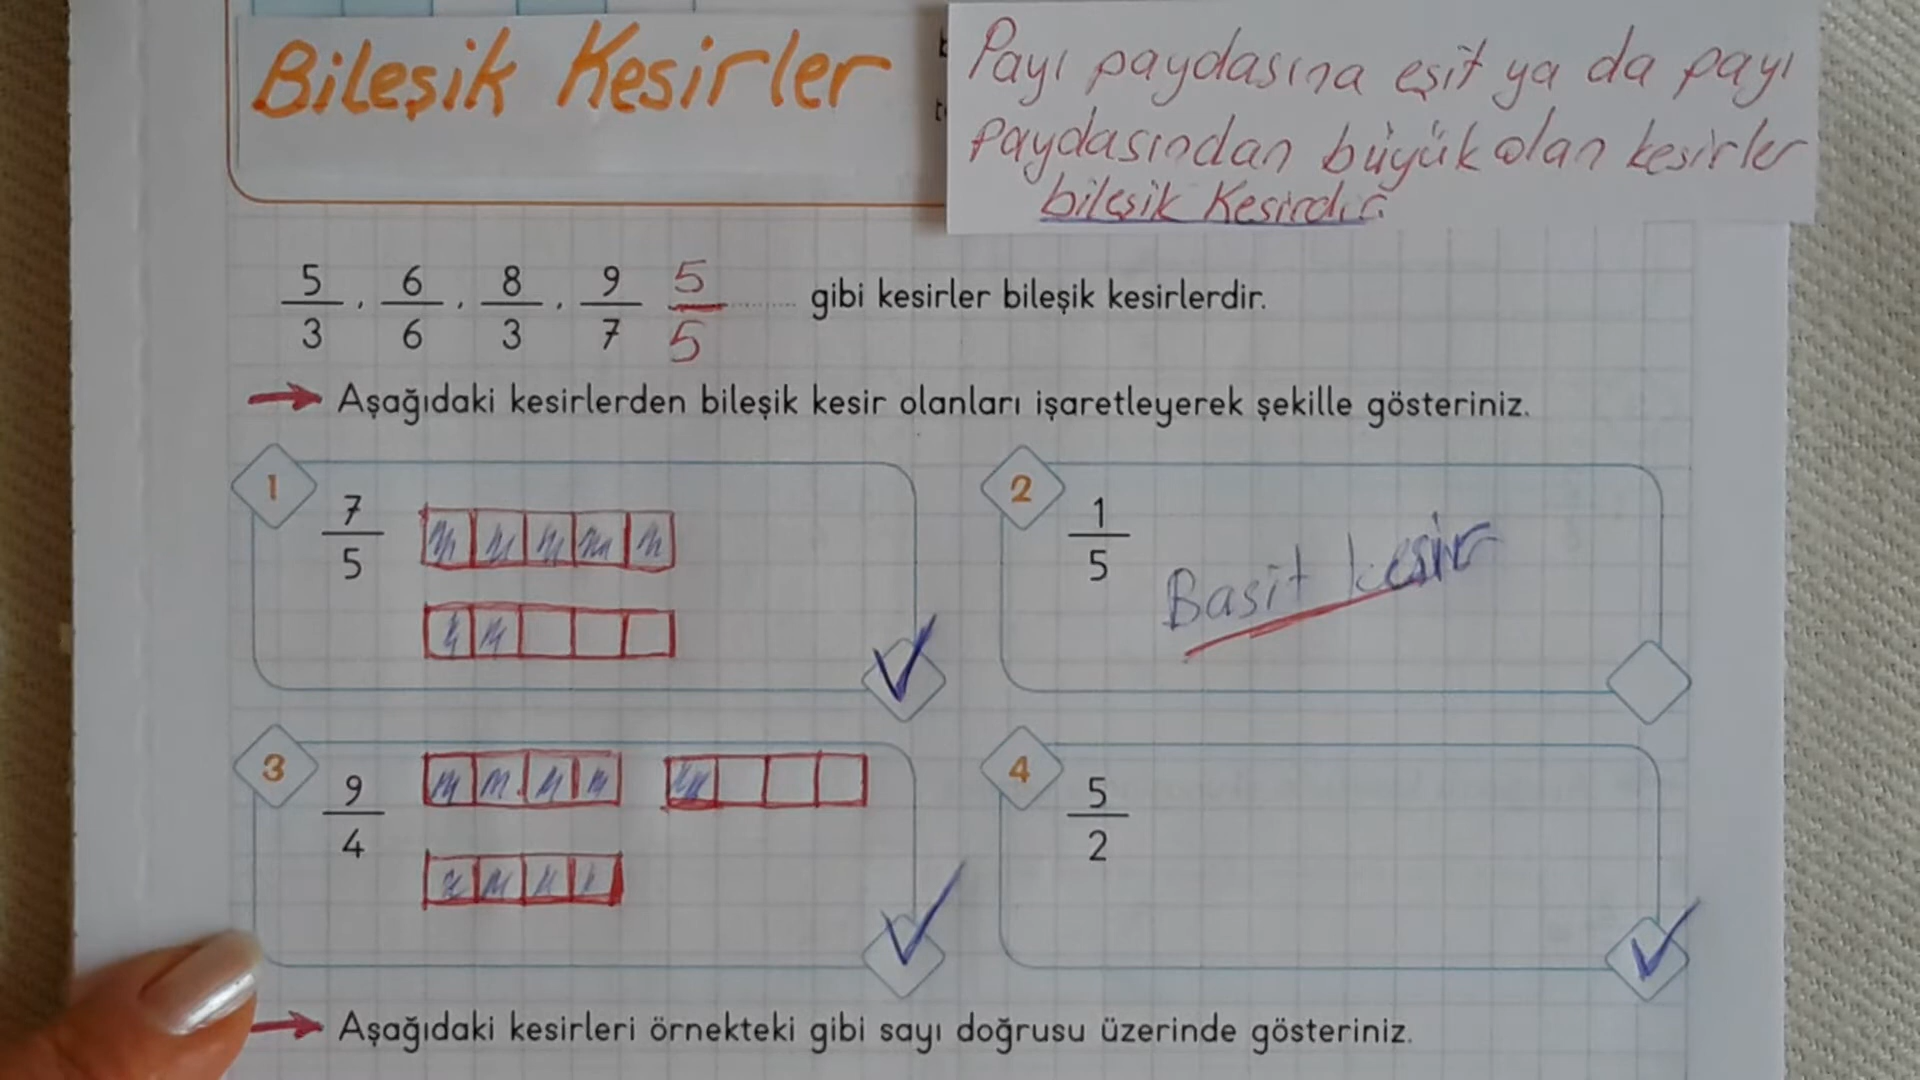 Bileşik Kesirler
Payı paydasına eşit ya da payı
Paydasından büyük olan kesirler
bileşik Kesirdir
5/3 . 6/6 . 8/3 . 9/7 5/5 ........ gibi kesirler bileşik kesirlerdir.
Aşağıdaki kesirlerden bileşik kesir olanları işaretleyerek şekille gösteriniz.
1
7/5
2
1/5
Basit kesir
3
9/4
4
5/2
Aşağıdaki kesirleri örnekteki gibi sayı doğrusu üzerinde gösteriniz.